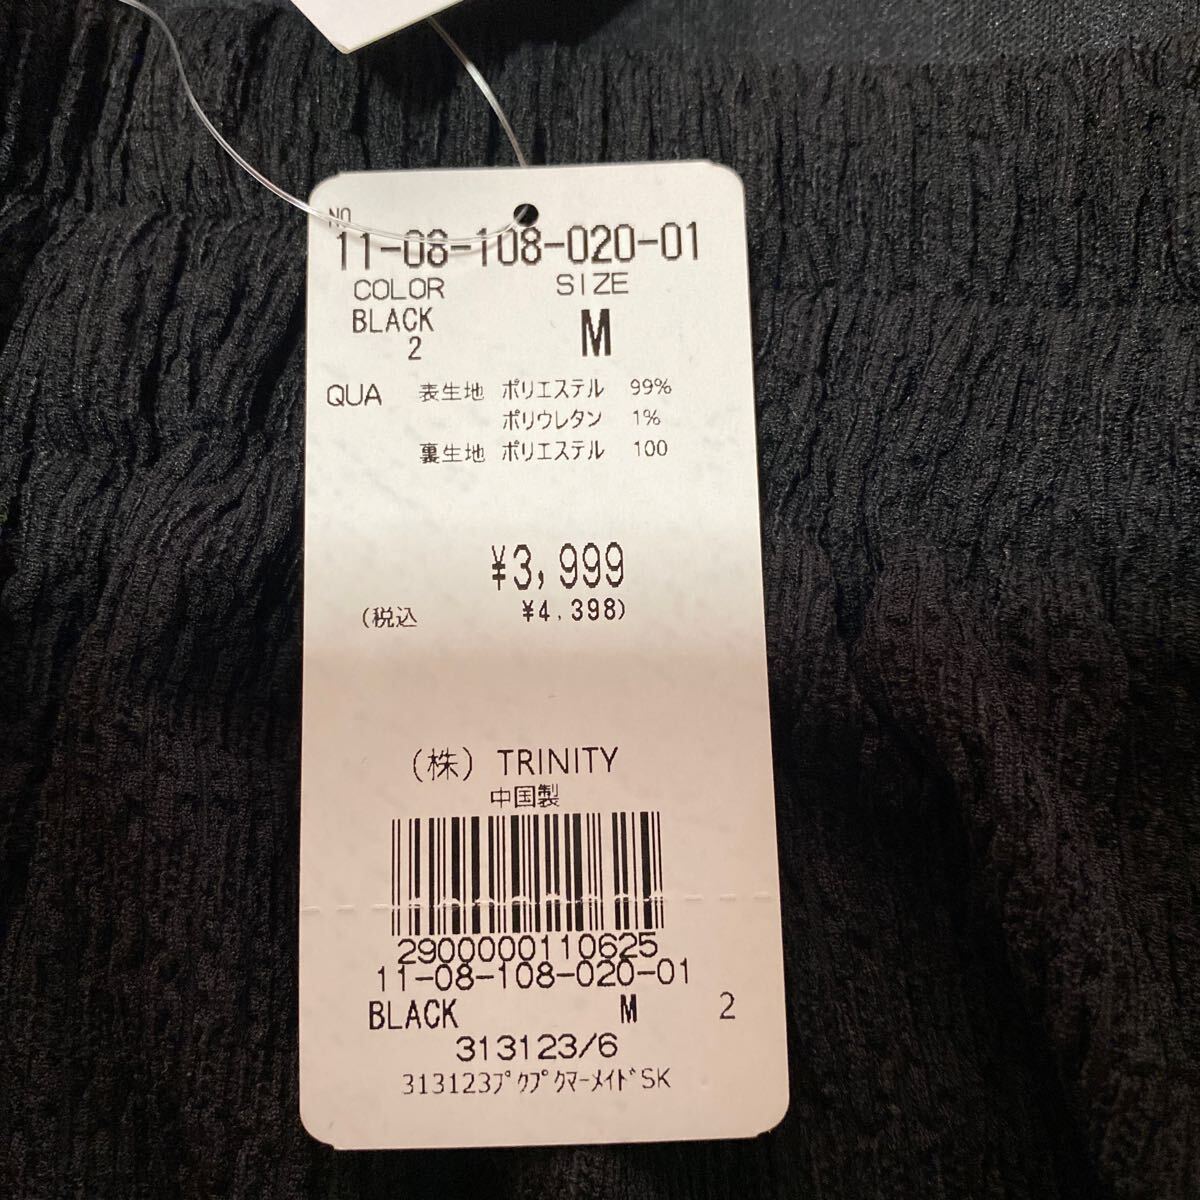 NO
11-08-108-020-01
COLOR SIZE
BLACK M
2
QUA 表生地 ポリエステル 99%
ポリウレタン 1%
裏生地 ポリエステル 100
¥3,999
(税込 ¥4,398)
(株) TRINITY
中国製
2900000110625
11-08-108-020-01
BLACK M 2
313123/6
313123ﾌﾟｸﾌﾟｸﾏｰﾒｲﾄﾞSK